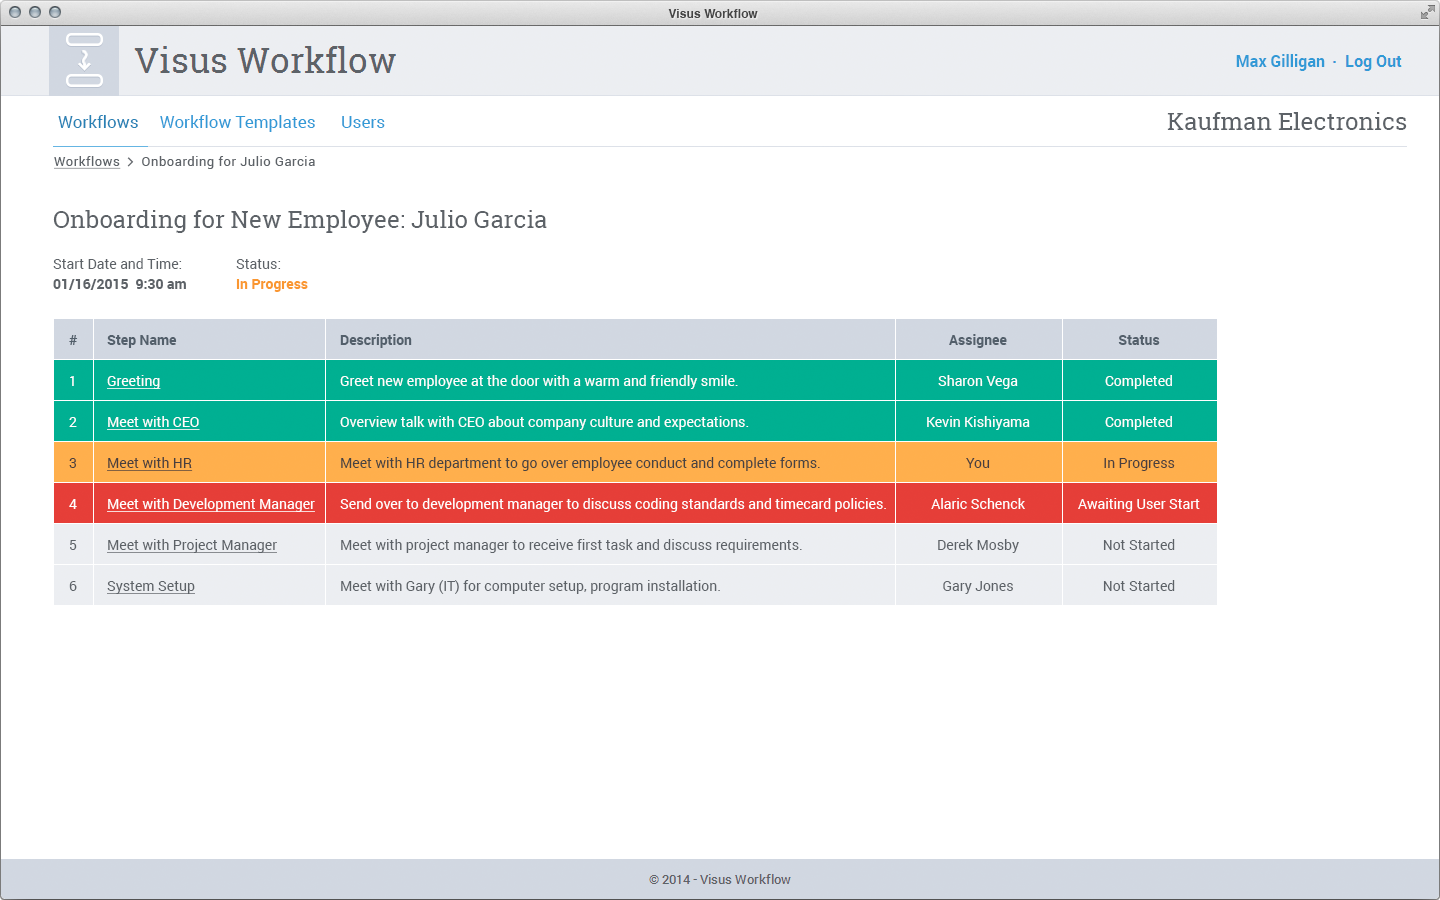 Visus Workflow
Visus Workflow
Max Gilligan · Log Out
Workflows Workflow Templates Users
Kaufman Electronics
Workflows > Onboarding for Julio Garcia
Onboarding for New Employee: Julio Garcia
Start Date and Time: Status:
01/16/2015 9:30 am In Progress
# Step Name Description Assignee Status
1 Greeting Greet new employee at the door with a warm and friendly smile. Sharon Vega Completed
2 Meet with CEO Overview talk with CEO about company culture and expectations. Kevin Kishiyama Completed
3 Meet with HR Meet with HR department to go over employee conduct and complete forms. You In Progress
4 Meet with Development Manager Send over to development manager to discuss coding standards and timecard policies. Alaric Schenck Awaiting User Start
5 Meet with Project Manager Meet with project manager to receive first task and discuss requirements. Derek Mosby Not Started
6 System Setup Meet with Gary (IT) for computer setup, program installation. Gary Jones Not Started
© 2014 - Visus Workflow